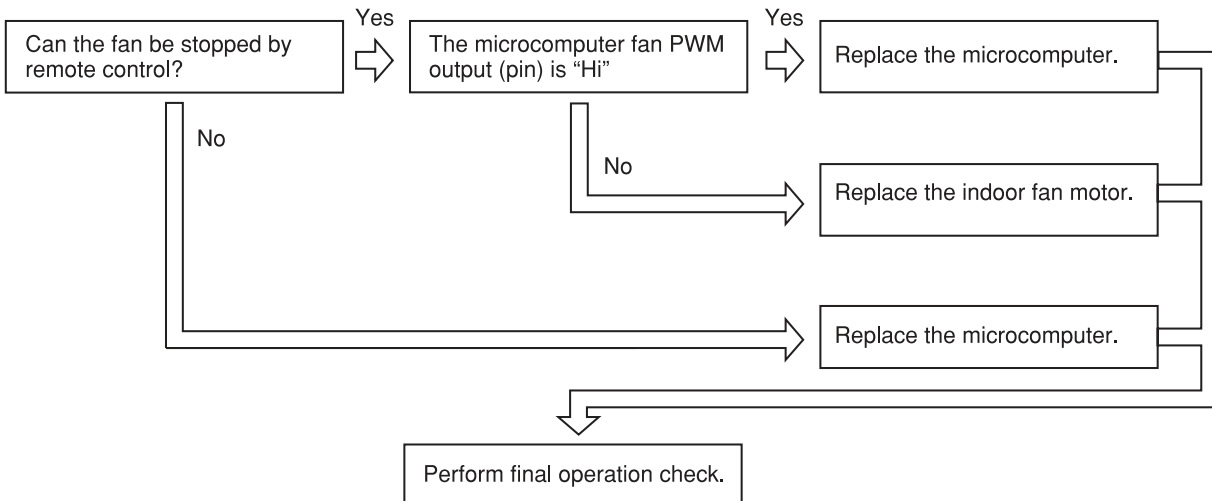 Yes
Yes
Can the fan be stopped by
remote control?
The microcomputer fan PWM
output (pin) is “Hi”
Replace the microcomputer.
No
No
Replace the indoor fan motor.
Replace the microcomputer.
Perform final operation check.